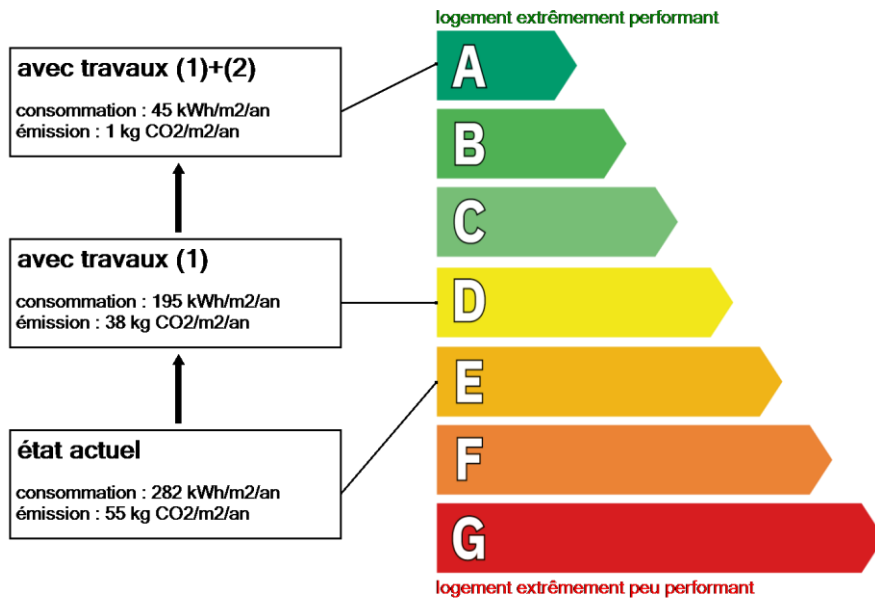 logement extrêmement performant
avec travaux (1)+(2)
consommation : 45 kWh/m2/an
émission : 1 kg CO2/m2/an
avec travaux (1)
consommation : 195 kWh/m2/an
émission : 38 kg CO2/m2/an
état actuel
consommation : 282 kWh/m2/an
émission : 55 kg CO2/m2/an
A
B
C
D
E
F
G
logement extrêmement peu performant